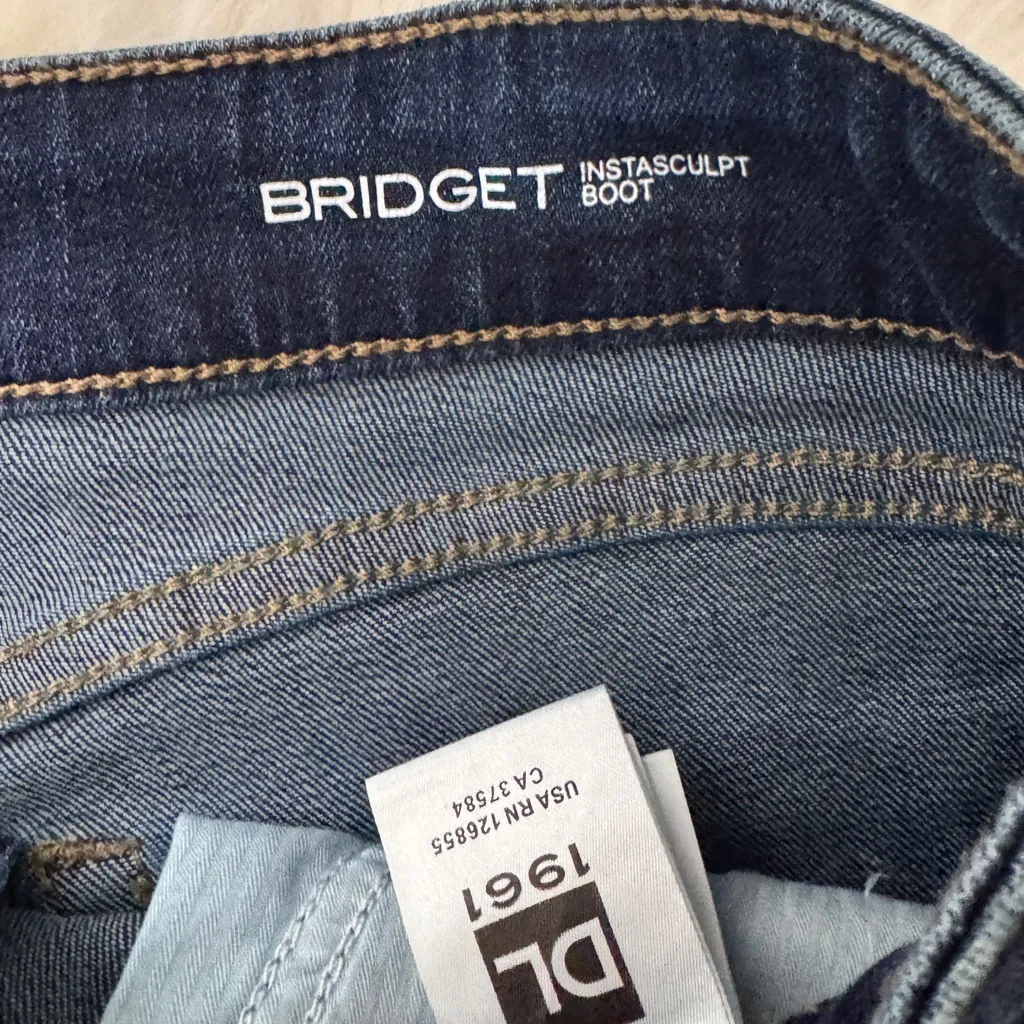 BRIDGET INSTASCULPT
BOOT
DL
1961
USA RN 126855
CA 37584